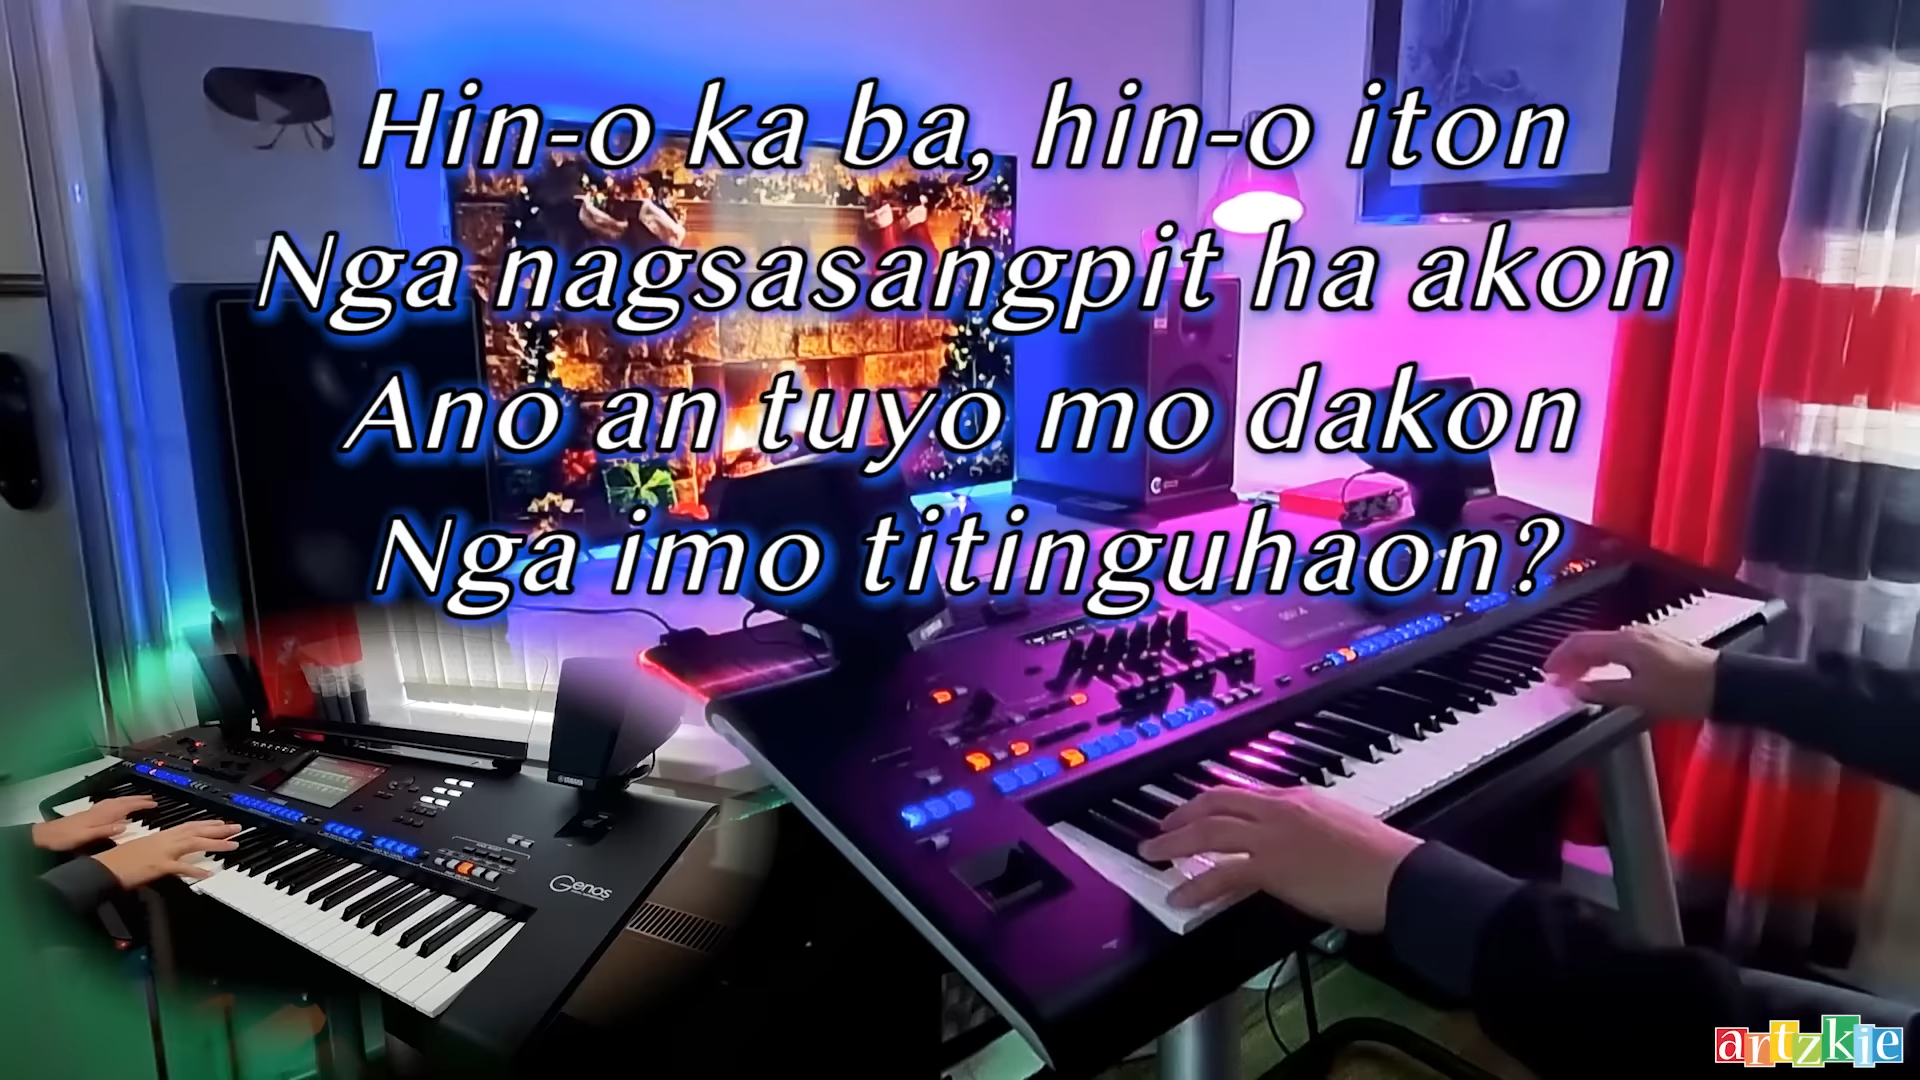 Hin-o ka ba, hin-o iton
Nga nagsasangpit ha akon
Ano an tuyo mo dakon
Nga imo titinguhaon?
Genos
artzkie